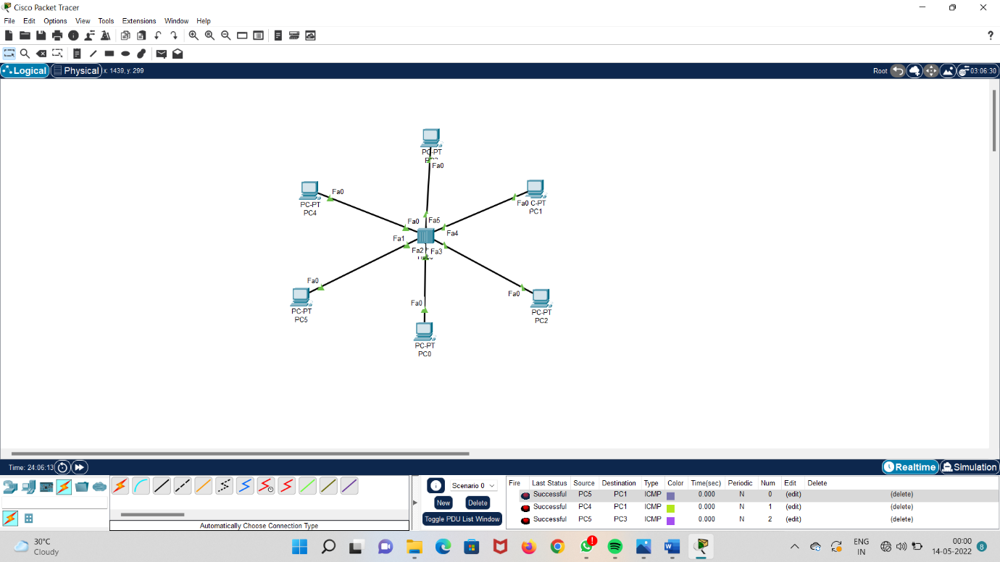 Cisco Packet Tracer
File Edit Options View Tools Extensions Window Help
Logical Physical x: 1439, y: 299 Root 03:06:30
PC-PT
Fa0
Fa0
PC-PT
PC4
Fa0 C-PT
PC1
Fa0 Fa5
Fa4
Fa1
Fa2 Fa3
Fa0
Fa0
Fa0
PC-PT
PC5
PC-PT
PC2
PC-PT
PC0
Time: 24:06:13 Realtime Simulation
Scenario 0
New Delete
Toggle PDU List Window
Automatically Choose Connection Type
Fire Last Status Source Destination Type Color Time(sec) Periodic Num Edit Delete
Successful PC5 PC1 ICMP 0.000 N 0 (edit) (delete)
Successful PC4 PC1 ICMP 0.000 N 1 (edit) (delete)
Successful PC5 PC3 ICMP 0.000 N 2 (edit) (delete)
30°C
Cloudy
ENG
IN
00:00
14-05-2022
8